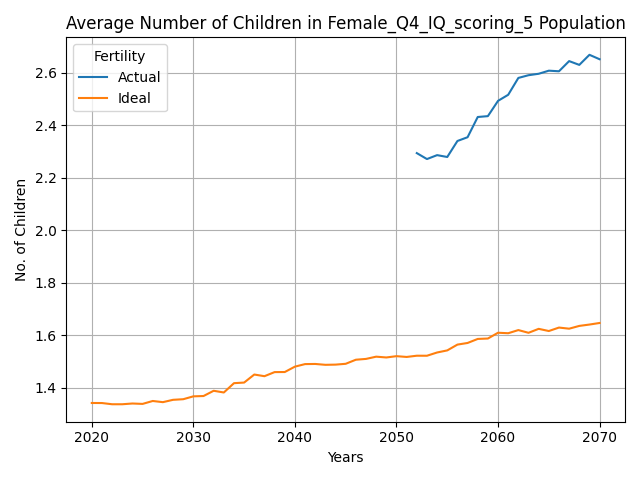 Average Number of Children in Female_Q4_IQ_scoring_5 Population
Fertility
Actual
Ideal
No. of Children
2.6
2.4
2.2
2.0
1.8
1.6
1.4
2020 2030 2040 2050 2060 2070
Years